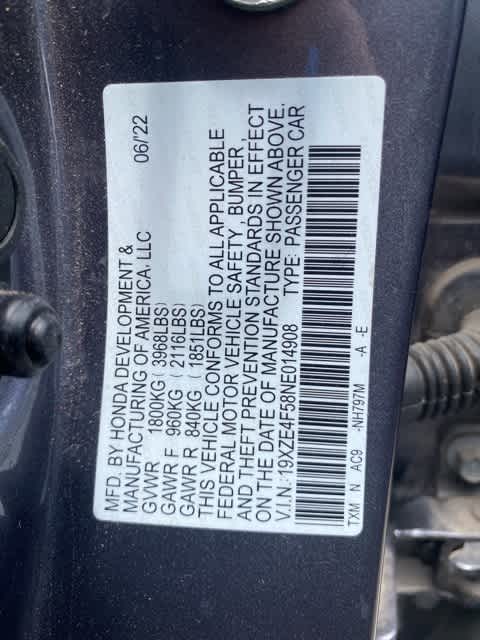 MFD. BY HONDA DEVELOPMENT &
MANUFACTURING OF AMERICA, LLC 06/'22
GVWR 1800KG (3968LBS)
GAWR F 960KG (2116LBS)
GAWR R 840KG (1851LBS)
THIS VEHICLE CONFORMS TO ALL APPLICABLE
FEDERAL MOTOR VEHICLE SAFETY, BUMPER,
AND THEFT PREVENTION STANDARDS IN EFFECT
ON THE DATE OF MANUFACTURE SHOWN ABOVE.
V.I.N.:19XZE4F58NE014908 TYPE: PASSENGER CAR
TXM N AC9 -NH797M -A -E